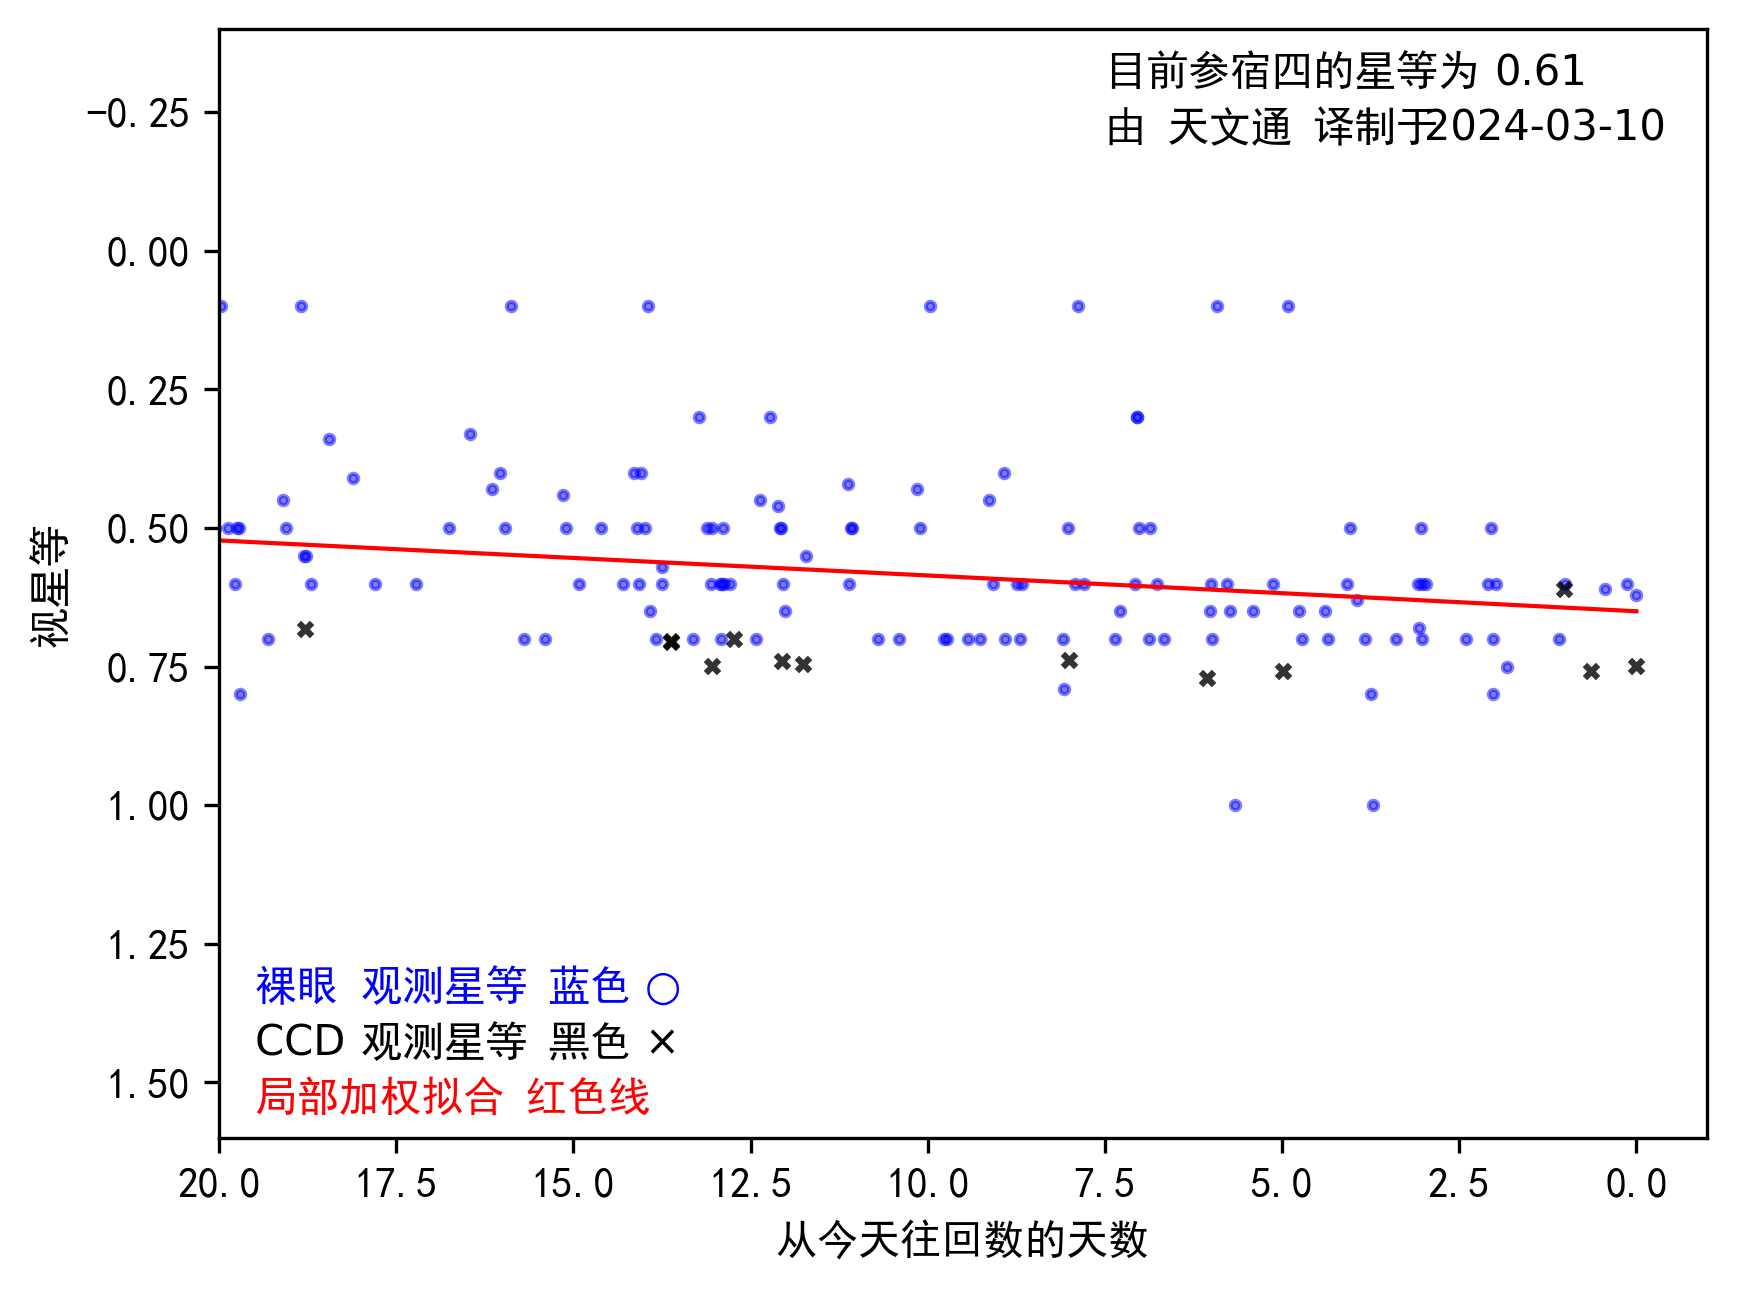 目前参宿四的星等为 0.61
由 天文通 译制于2024-03-10
−0.25
0.00
0.25
0.50
0.75
1.00
1.25
1.50
视星等
裸眼 观测星等 蓝色 ○
CCD 观测星等 黑色 ×
局部加权拟合 红色线
20.0 17.5 15.0 12.5 10.0 7.5 5.0 2.5 0.0
从今天往回数的天数